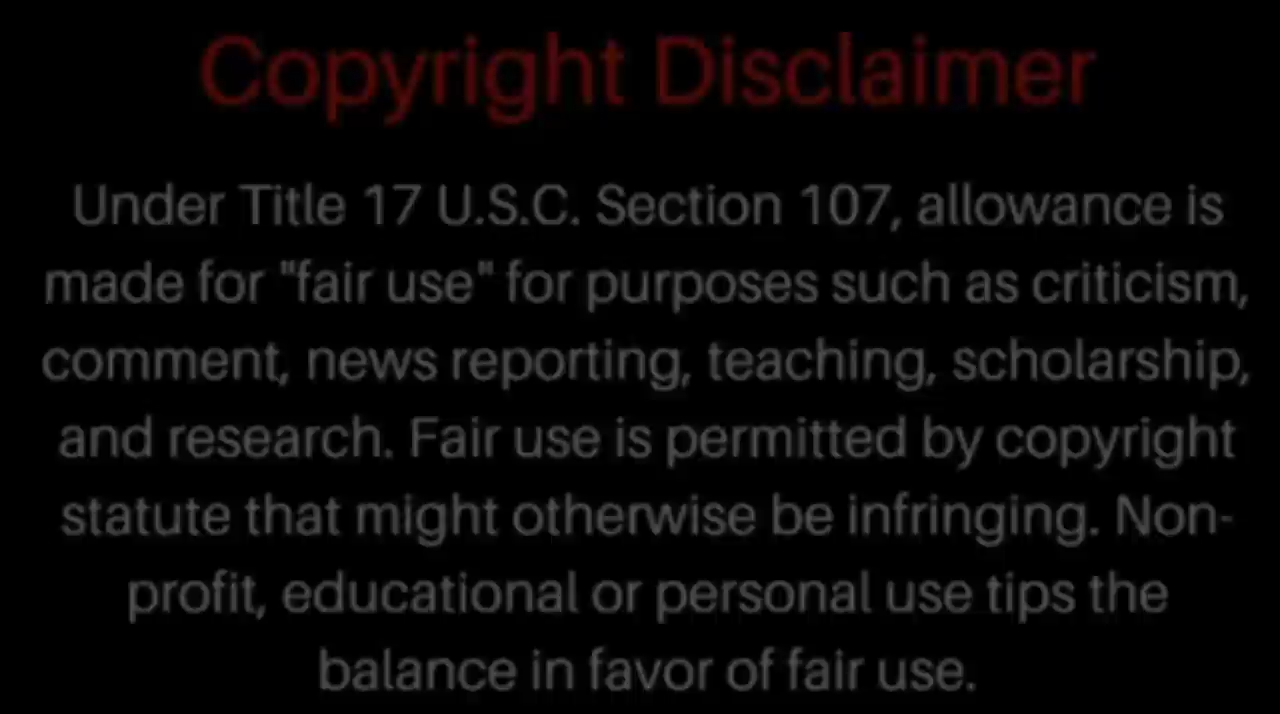 Copyright Disclaimer
Under Title 17 U.S.C. Section 107, allowance is
made for "fair use" for purposes such as criticism,
comment, news reporting, teaching, scholarship,
and research. Fair use is permitted by copyright
statute that might otherwise be infringing. Non-
profit, educational or personal use tips the
balance in favor of fair use.